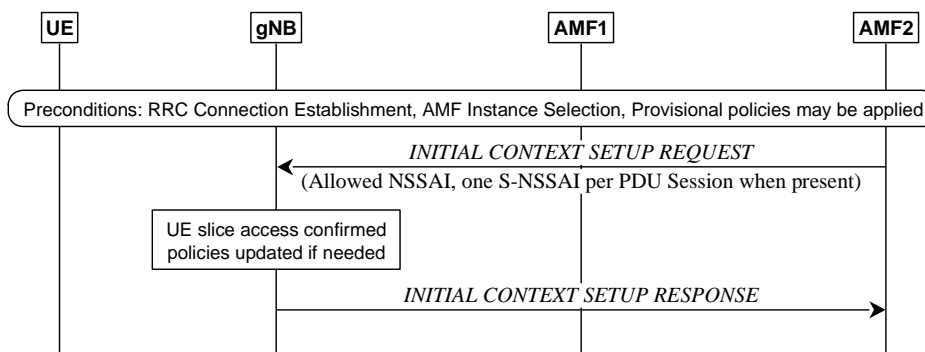 UE gNB AMF1 AMF2
Preconditions: RRC Connection Establishment, AMF Instance Selection, Provisional policies may be applied
INITIAL CONTEXT SETUP REQUEST
(Allowed NSSAI, one S-NSSAI per PDU Session when present)
UE slice access confirmed
policies updated if needed
INITIAL CONTEXT SETUP RESPONSE